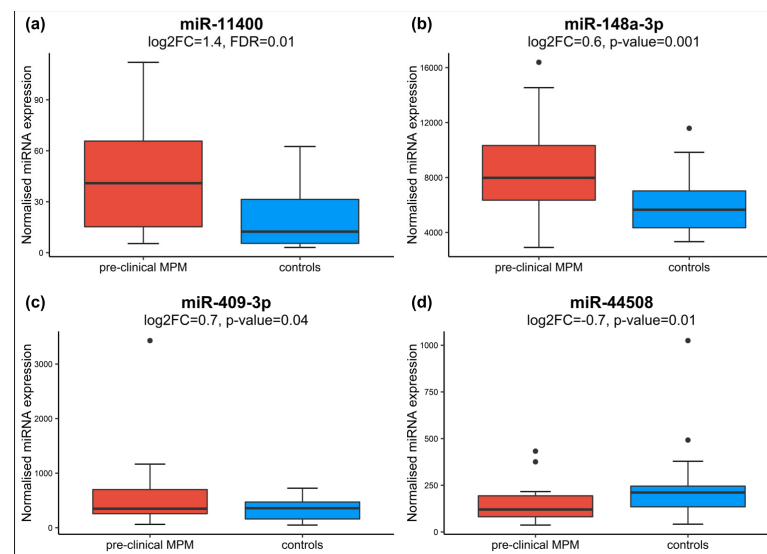 (a) miR-11400
log2FC=1.4, FDR=0.01
Normalised miRNA expression
90
60
30
0
pre-clinical MPM controls
(b) miR-148a-3p
log2FC=0.6, p-value=0.001
Normalised miRNA expression
16000
12000
8000
4000
pre-clinical MPM controls
(c) miR-409-3p
log2FC=0.7, p-value=0.04
Normalised miRNA expression
3000
2000
1000
0
pre-clinical MPM controls
(d) miR-44508
log2FC=-0.7, p-value=0.01
Normalised miRNA expression
1000
750
500
250
0
pre-clinical MPM controls